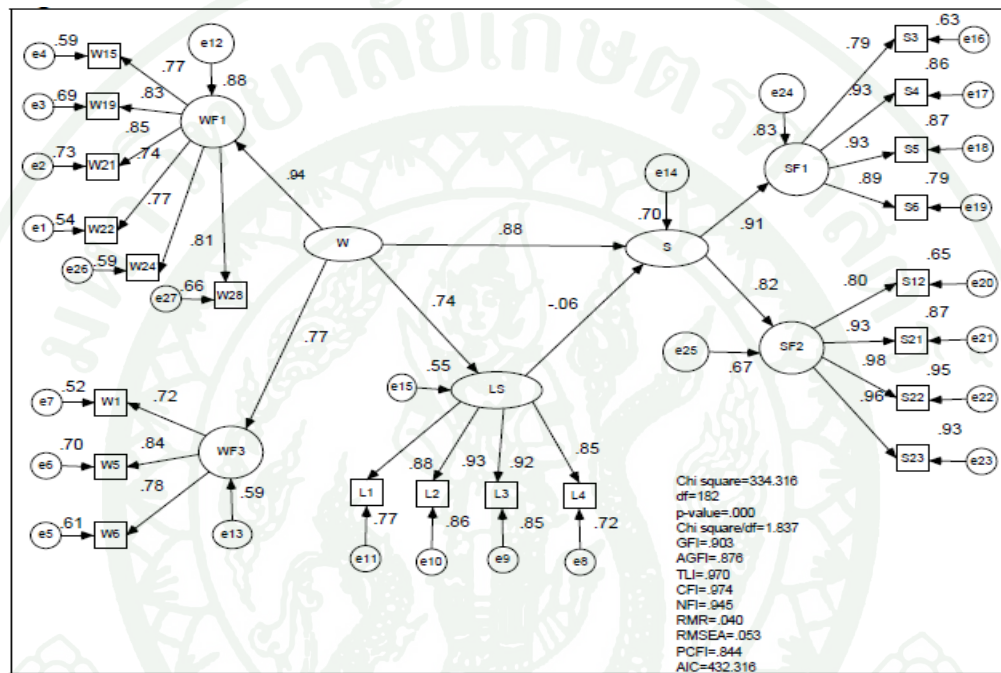 .59
e4
W15
.77
e12
.88
.69
e3
W19
.83
WF1
.73
e2
W21
.85
.74
.54
e1
W22
.77
.94
.59
e26
W24
.81
.66
e27
W28
.77
.52
e7
W1
.72
.70
e6
W5
.84
WF3
.61
e5
W6
.78
.59
e13
W
.88
.74
-.06
.55
e15
LS
.88
.93
.92
.85
L1
L2
L3
L4
.77
.86
.85
.72
e11
e10
e9
e8
e14
.70
S
.91
.82
e24
.83
SF1
.79
.93
.93
.89
S3
.63
e16
S4
.86
e17
S5
.87
e18
S6
.79
e19
e25
.67
SF2
.80
.93
.98
.96
S12
.65
e20
S21
.87
e21
S22
.95
e22
S23
.93
e23
Chi square=334.316
df=182
p-value=.000
Chi square/df=1.837
GFI=.903
AGFI=.876
TLI=.970
CFI=.974
NFI=.945
RMR=.040
RMSEA=.053
PCFI=.844
AIC=432.316